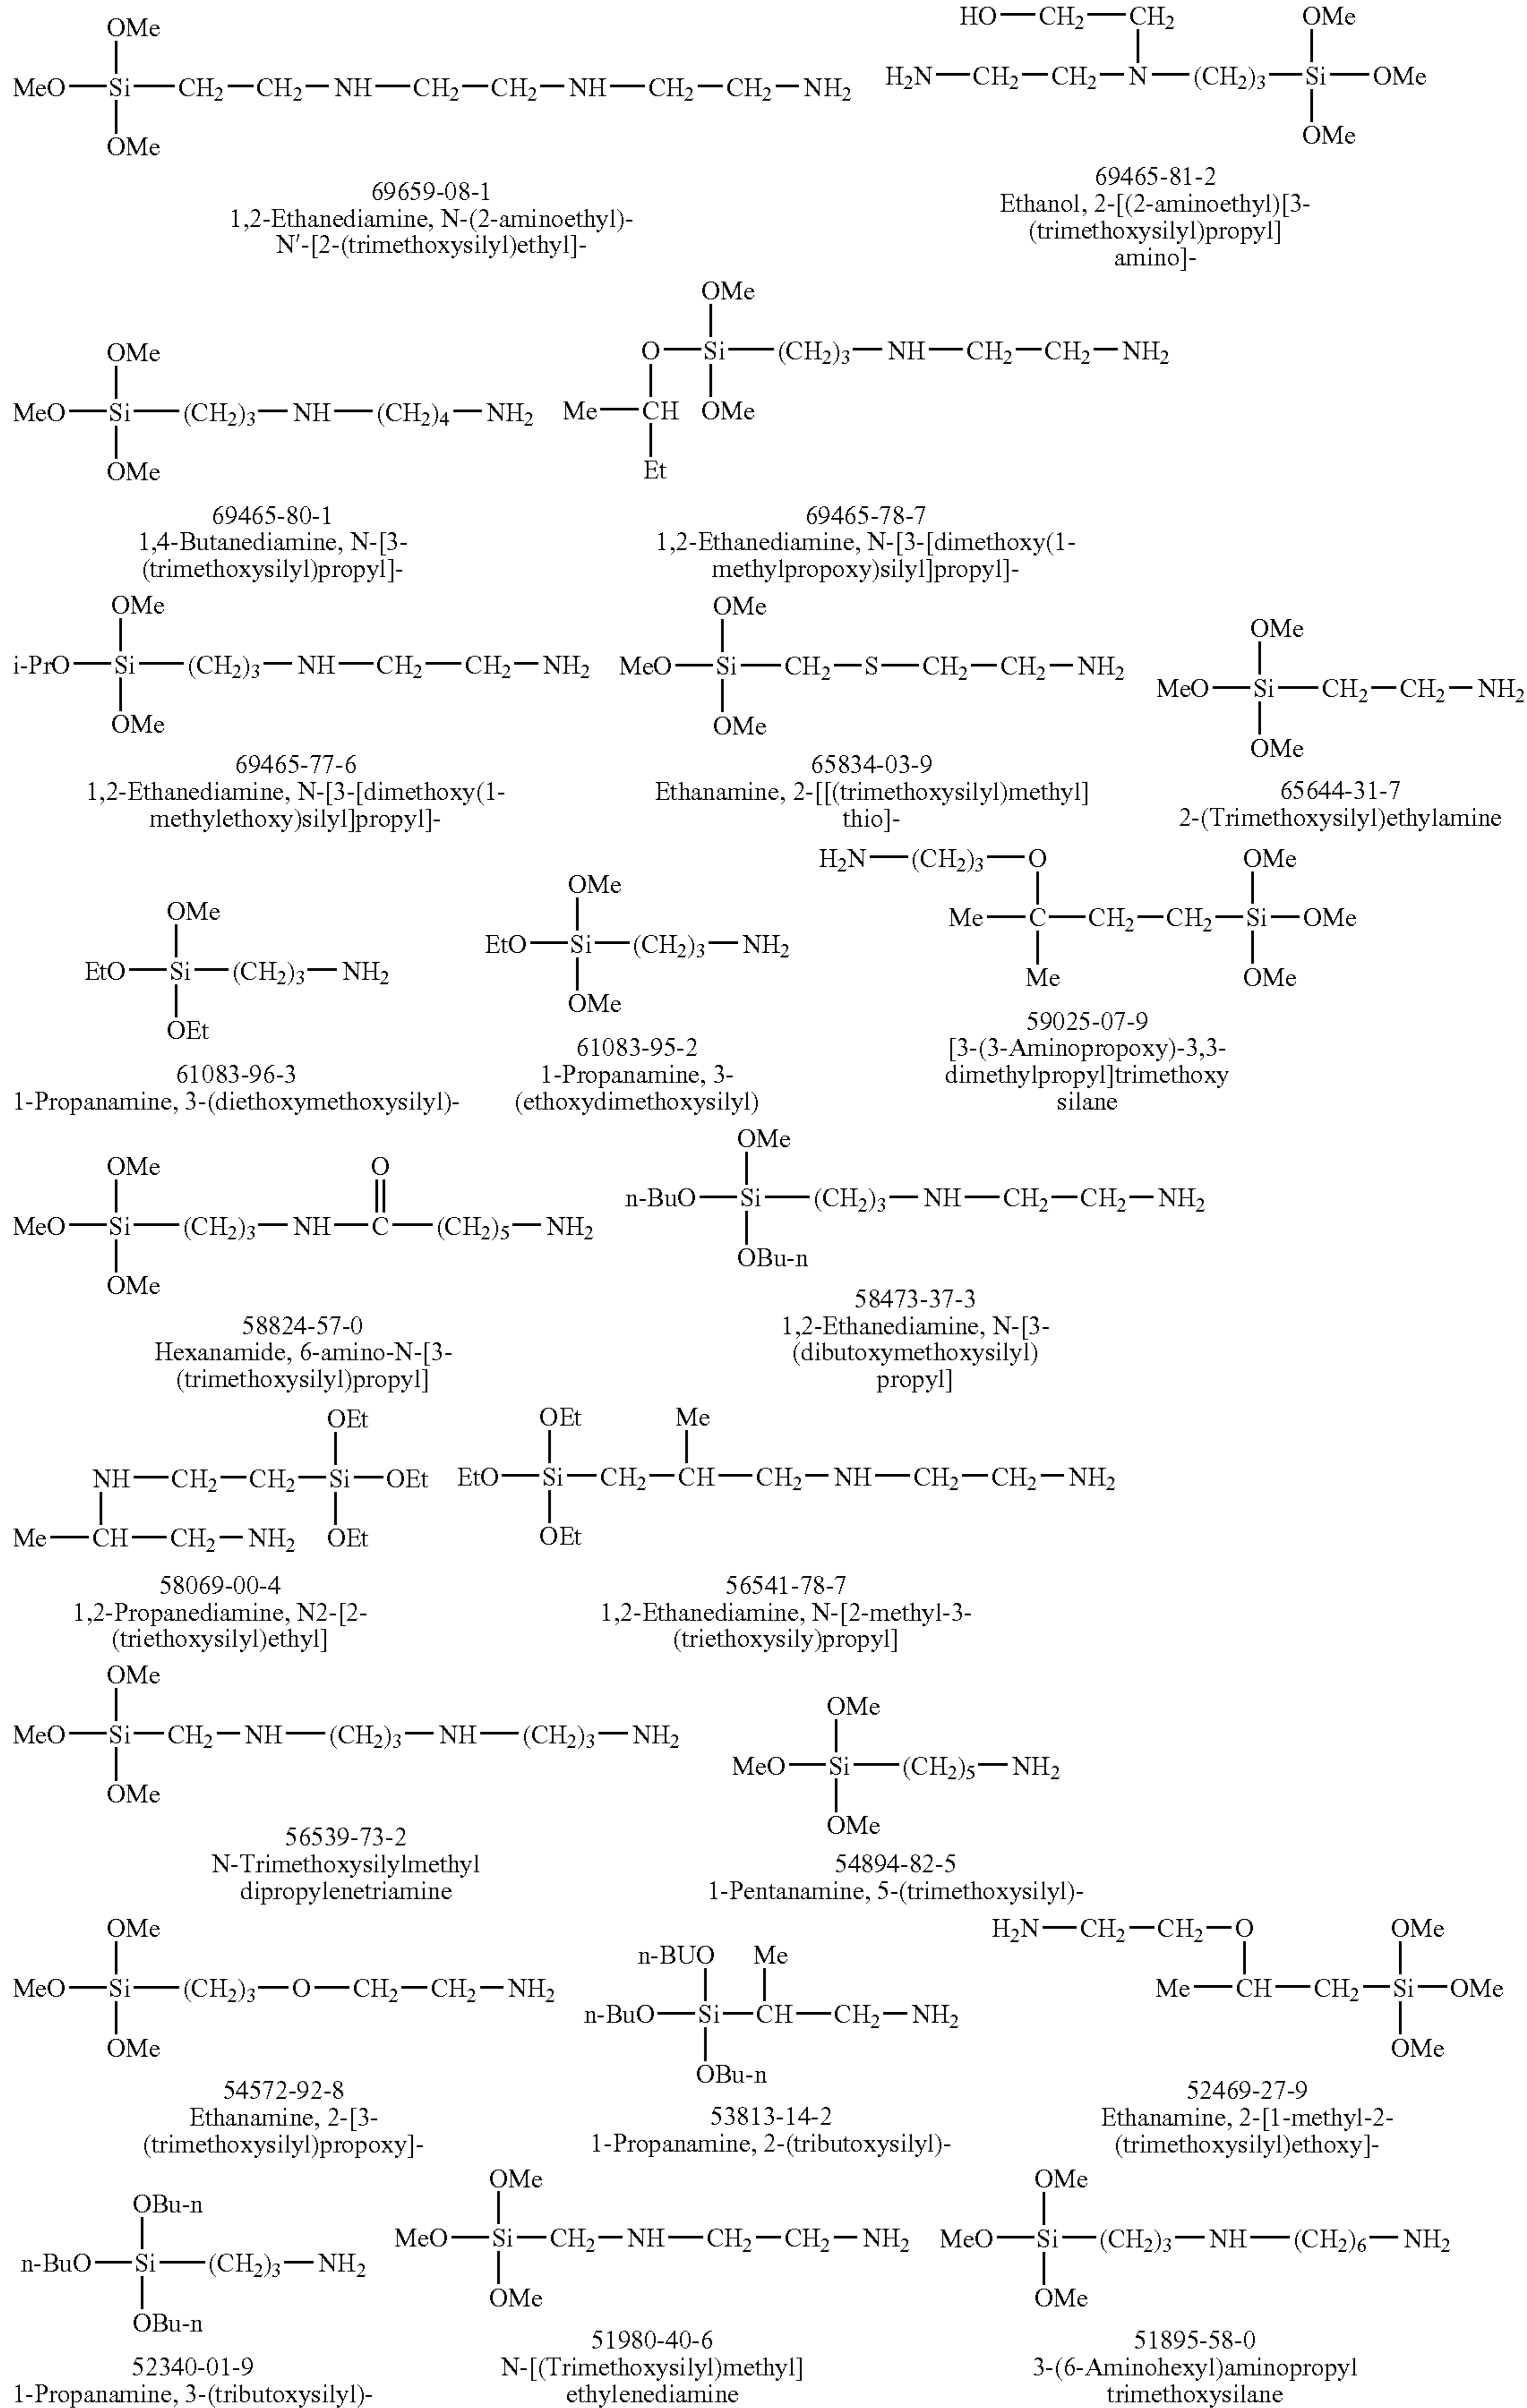 OMe
MeO—Si—CH2—CH2—NH—CH2—CH2—NH—CH2—CH2—NH2
OMe
69659-08-1
1,2-Ethanediamine, N-(2-aminoethyl)-
N'-[2-(trimethoxysilyl)ethyl]-
HO—CH2—CH2
OMe
H2N—CH2—CH2—N—(CH2)3—Si—OMe
OMe
69465-81-2
Ethanol, 2-[(2-aminoethyl)[3-
(trimethoxysilyl)propyl]
amino]-
OMe
MeO—Si—(CH2)3—NH—(CH2)4—NH2
OMe
69465-80-1
1,4-Butanediamine, N-[3-
(trimethoxysilyl)propyl]-
OMe
O—Si—(CH2)3—NH—CH2—CH2—NH2
Me—CH OMe
Et
69465-78-7
1,2-Ethanediamine, N-[3-[dimethoxy(1-
methylpropoxy)silyl]propyl]-
OMe
i-PrO—Si—(CH2)3—NH—CH2—CH2—NH2
OMe
69465-77-6
1,2-Ethanediamine, N-[3-[dimethoxy(1-
methylethoxy)silyl]propyl]-
OMe
MeO—Si—CH2—S—CH2—CH2—NH2
OMe
65834-03-9
Ethanamine, 2-[[(trimethoxysilyl)methyl]
thio]-
OMe
MeO—Si—CH2—CH2—NH2
OMe
65644-31-7
2-(Trimethoxysilyl)ethylamine
OMe
EtO—Si—(CH2)3—NH2
OEt
61083-96-3
1-Propanamine, 3-(diethoxymethoxysilyl)-
OMe
EtO—Si—(CH2)3—NH2
OMe
61083-95-2
1-Propanamine, 3-
(ethoxydimethoxysilyl)
H2N—(CH2)3—O
OMe
Me—C—CH2—CH2—Si—OMe
Me
OMe
59025-07-9
[3-(3-Aminopropoxy)-3,3-
dimethylpropyl]trimethoxy
silane
OMe
O
MeO—Si—(CH2)3—NH—C—(CH2)5—NH2
OMe
58824-57-0
Hexanamide, 6-amino-N-[3-
(trimethoxysilyl)propyl]
OMe
n-BuO—Si—(CH2)3—NH—CH2—CH2—NH2
OBu-n
58473-37-3
1,2-Ethanediamine, N-[3-
(dibutoxymethoxysilyl)
propyl]
OEt
NH—CH2—CH2—Si—OEt
Me—CH—CH2—NH2 OEt
58069-00-4
1,2-Propanediamine, N2-[2-
(triethoxysilyl)ethyl]
OEt
Me
EtO—Si—CH2—CH—CH2—NH—CH2—CH2—NH2
OEt
56541-78-7
1,2-Ethanediamine, N-[2-methyl-3-
(triethoxysily)propyl]
OMe
MeO—Si—CH2—NH—(CH2)3—NH—(CH2)3—NH2
OMe
56539-73-2
N-Trimethoxysilylmethyl
dipropylenetriamine
OMe
MeO—Si—(CH2)5—NH2
OMe
54894-82-5
1-Pentanamine, 5-(trimethoxysilyl)-
OMe
MeO—Si—(CH2)3—O—CH2—CH2—NH2
OMe
54572-92-8
Ethanamine, 2-[3-
(trimethoxysilyl)propoxy]-
n-BUO
Me
n-BuO—Si—CH—CH2—NH2
OBu-n
53813-14-2
1-Propanamine, 2-(tributoxysilyl)-
H2N—CH2—CH2—O
OMe
Me—CH—CH2—Si—OMe
OMe
52469-27-9
Ethanamine, 2-[1-methyl-2-
(trimethoxysilyl)ethoxy]-
OBu-n
n-BuO—Si—(CH2)3—NH2
OBu-n
52340-01-9
1-Propanamine, 3-(tributoxysilyl)-
OMe
MeO—Si—CH2—NH—CH2—CH2—NH2
OMe
51980-40-6
N-[(Trimethoxysilyl)methyl]
ethylenediamine
OMe
MeO—Si—(CH2)3—NH—(CH2)6—NH2
OMe
51895-58-0
3-(6-Aminohexyl)aminopropyl
trimethoxysilane